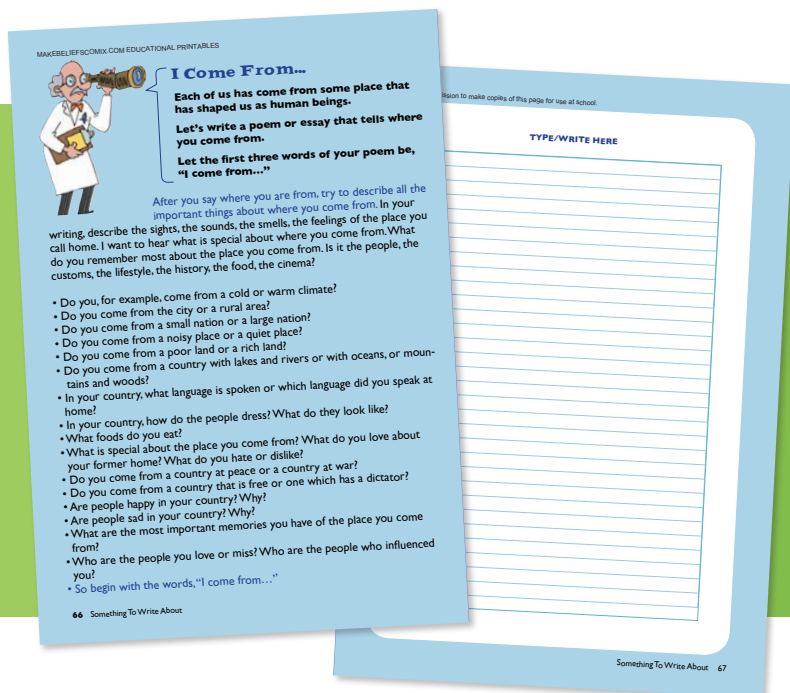 MAKEBELIEFSCOMIX.COM EDUCATIONAL PRINTABLES
I Come From...
Each of us has come from some place that
has shaped us as human beings.
Let's write a poem or essay that tells where
you come from.
Let the first three words of your poem be,
“I come from...”
After you say where you are from, try to describe all the
important things about where you come from. In your
writing, describe the sights, the sounds, the smells, the feelings of the place you
call home. I want to hear what is special about where you come from. What
do you remember most about the place you come from. Is it the people, the
customs, the lifestyle, the history, the food, the cinema?
• Do you, for example, come from a cold or warm climate?
• Do you come from the city or a rural area?
• Do you come from a small nation or a large nation?
• Do you come from a noisy place or a quiet place?
• Do you come from a poor land or a rich land?
• Do you come from a country with lakes and rivers or with oceans, or moun-
tains and woods?
• In your country, what language is spoken or which language did you speak at
home?
• In your country, how do the people dress? What do they look like?
• What foods do you eat?
• What is special about the place you come from? What do you love about
your former home? What do you hate or dislike?
• Do you come from a country at peace or a country at war?
• Do you come from a country that is free or one which has a dictator?
• Are people happy in your country? Why?
• Are people sad in your country? Why?
• What are the most important memories you have of the place you come
from?
• Who are the people you love or miss? Who are the people who influenced
you?
• So begin with the words, “I come from...”
66 Something To Write About
to make copies of this page for use at school.
TYPE/WRITE HERE
Something To Write About 67